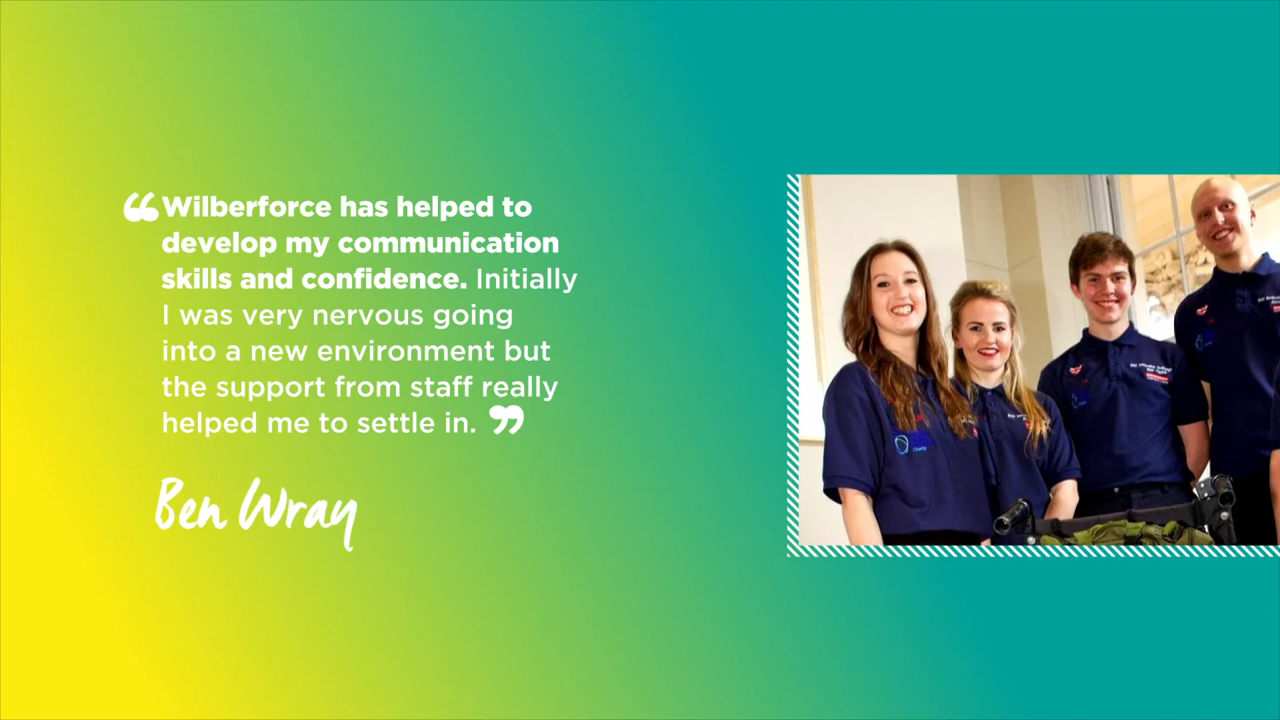 “Wilberforce has helped to
develop my communication
skills and confidence. Initially
I was very nervous going
into a new environment but
the support from staff really
helped me to settle in.”
Ben Wray
Charity